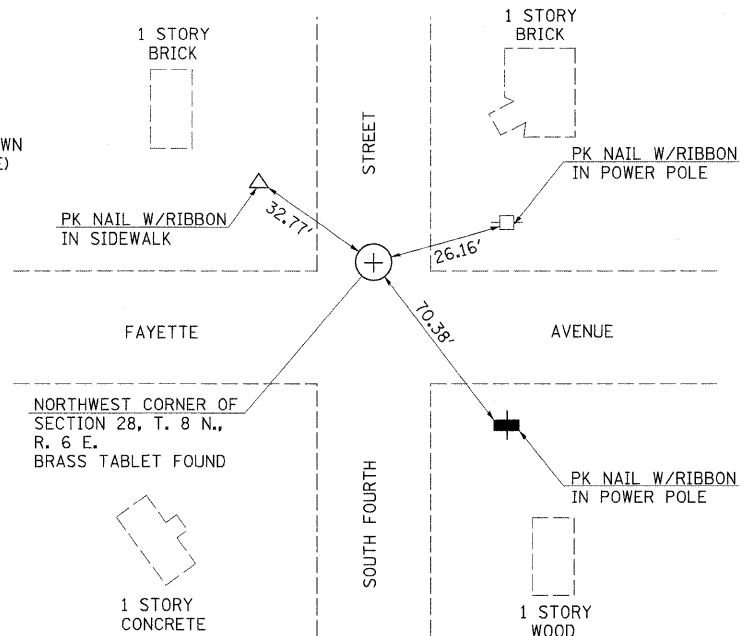 1 STORY
BRICK
1 STORY
BRICK
STREET
PK NAIL W/RIBBON
IN POWER POLE
PK NAIL W/RIBBON
IN SIDEWALK
32.77'
26.16'
70.38'
FAYETTE
AVENUE
NORTHWEST CORNER OF
SECTION 28, T. 8 N.,
R. 6 E.
BRASS TABLET FOUND
PK NAIL W/RIBBON
IN POWER POLE
SOUTH FOURTH
1 STORY
CONCRETE
1 STORY
WOOD